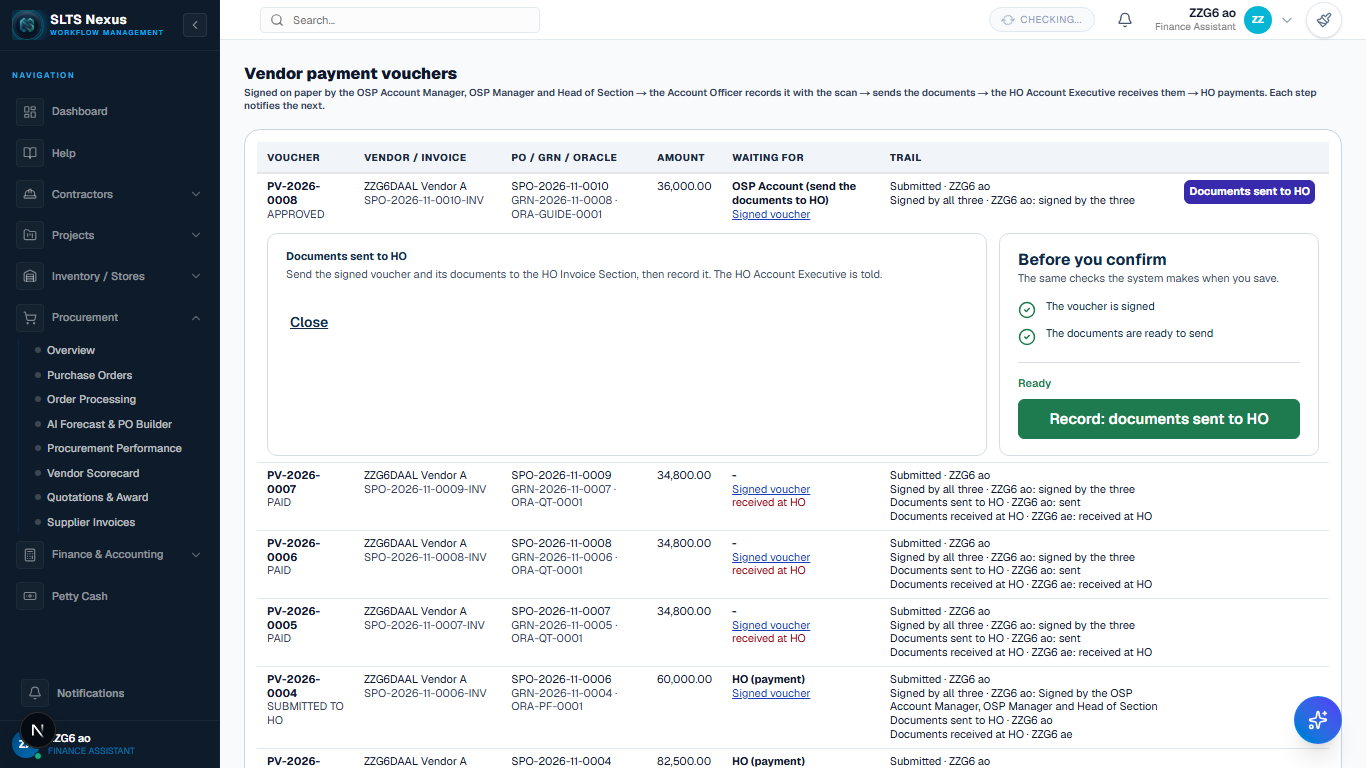 SLTS Nexus
WORKFLOW MANAGEMENT
Search...
CHECKING...
ZZG6 ao
Finance Assistant
ZZ
NAVIGATION
Dashboard
Help
Contractors
Projects
Inventory / Stores
Procurement
Overview
Purchase Orders
Order Processing
AI Forecast & PO Builder
Procurement Performance
Vendor Scorecard
Quotations & Award
Supplier Invoices
Finance & Accounting
Petty Cash
Notifications
N
ZZG6 ao
FINANCE ASSISTANT
Vendor payment vouchers
Signed on paper by the OSP Account Manager, OSP Manager and Head of Section → the Account Officer records it with the scan → sends the documents → the HO Account Executive receives them → HO payments. Each step
notifies the next.
VOUCHER VENDOR / INVOICE PO / GRN / ORACLE AMOUNT WAITING FOR TRAIL
PV-2026- ZZG6DAAL Vendor A SPO-2026-11-0010 36,000.00 OSP Account (send the Submitted · ZZG6 ao Documents sent to HO
0008 SPO-2026-11-0010-INV GRN-2026-11-0008 · documents to HO) Signed by all three · ZZG6 ao: signed by the three
APPROVED ORA-GUIDE-0001 Signed voucher
Documents sent to HO
Send the signed voucher and its documents to the HO Invoice Section, then record it. The HO Account Executive is told.
Close
Before you confirm
The same checks the system makes when you save.
The voucher is signed
The documents are ready to send
Ready
Record: documents sent to HO
PV-2026- ZZG6DAAL Vendor A SPO-2026-11-0009 34,800.00 - Submitted · ZZG6 ao
0007 SPO-2026-11-0009-INV GRN-2026-11-0007 · Signed voucher Signed by all three · ZZG6 ao: signed by the three
PAID ORA-QT-0001 received at HO Documents sent to HO · ZZG6 ao: sent
Documents received at HO · ZZG6 ae: received at HO
PV-2026- ZZG6DAAL Vendor A SPO-2026-11-0008 34,800.00 - Submitted · ZZG6 ao
0006 SPO-2026-11-0008-INV GRN-2026-11-0006 · Signed voucher Signed by all three · ZZG6 ao: signed by the three
PAID ORA-QT-0001 received at HO Documents sent to HO · ZZG6 ao: sent
Documents received at HO · ZZG6 ae: received at HO
PV-2026- ZZG6DAAL Vendor A SPO-2026-11-0007 34,800.00 - Submitted · ZZG6 ao
0005 SPO-2026-11-0007-INV GRN-2026-11-0005 · Signed voucher Signed by all three · ZZG6 ao: signed by the three
PAID ORA-QT-0001 received at HO Documents sent to HO · ZZG6 ao: sent
Documents received at HO · ZZG6 ae: received at HO
PV-2026- ZZG6DAAL Vendor A SPO-2026-11-0006 60,000.00 HO (payment) Submitted · ZZG6 ao
0004 SPO-2026-11-0006-INV GRN-2026-11-0004 · Signed voucher Signed by all three · ZZG6 ao: Signed by the OSP
SUBMITTED TO ORA-PF-0001 Account Manager, OSP Manager and Head of Section
HO Documents sent to HO · ZZG6 ao
Documents received at HO · ZZG6 ae
PV-2026- ZZG6DAAL Vendor A SPO-2026-11-0004 82,500.00 HO (payment) Submitted · ZZG6 ao